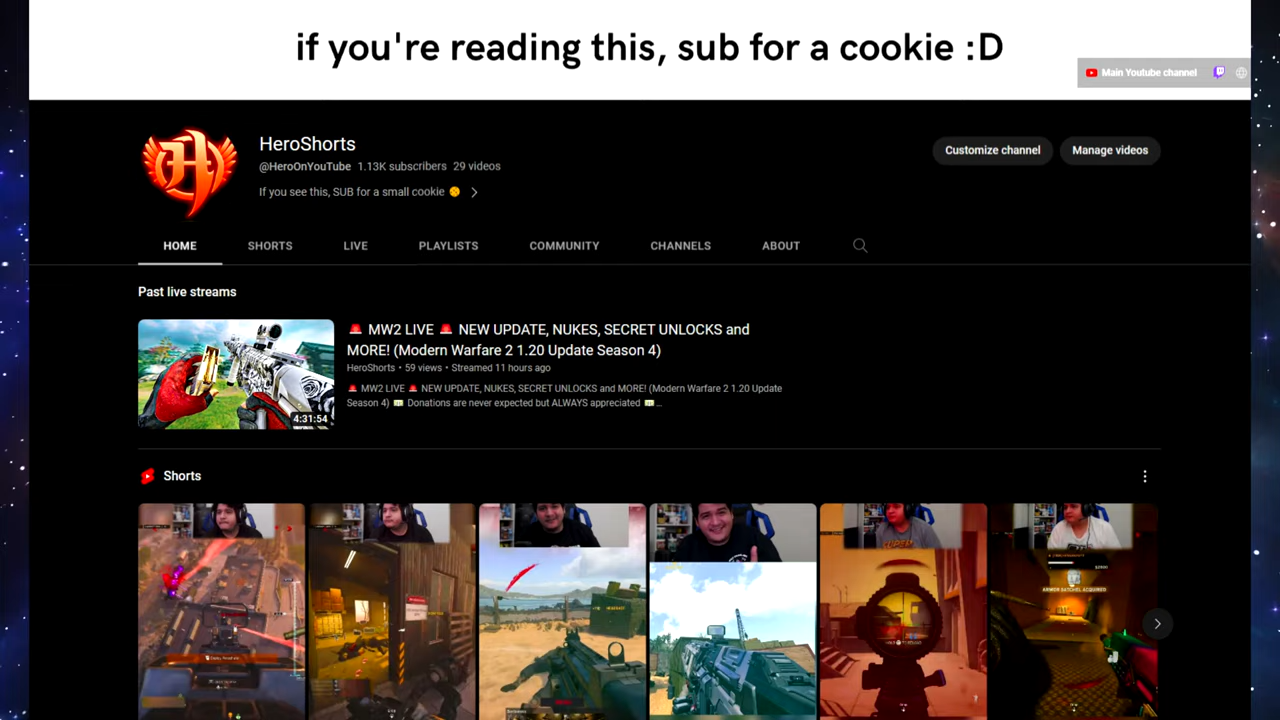 if you're reading this, sub for a cookie :D
Main Youtube channel
HeroShorts
@HeroOnYouTube 1.13K subscribers 29 videos
If you see this, SUB for a small cookie 🍪
Customize channel
Manage videos
HOME SHORTS LIVE PLAYLISTS COMMUNITY CHANNELS ABOUT
Past live streams
🚨 MW2 LIVE 🚨 NEW UPDATE, NUKES, SECRET UNLOCKS and
MORE! (Modern Warfare 2 1.20 Update Season 4)
HeroShorts • 59 views • Streamed 11 hours ago
🚨 MW2 LIVE 🚨 NEW UPDATE, NUKES, SECRET UNLOCKS and MORE! (Modern Warfare 2 1.20 Update
Season 4) 💵 Donations are never expected but ALWAYS appreciated 💵...
4:31:54
Shorts
ARMOR SATCHEL ACQUIRED